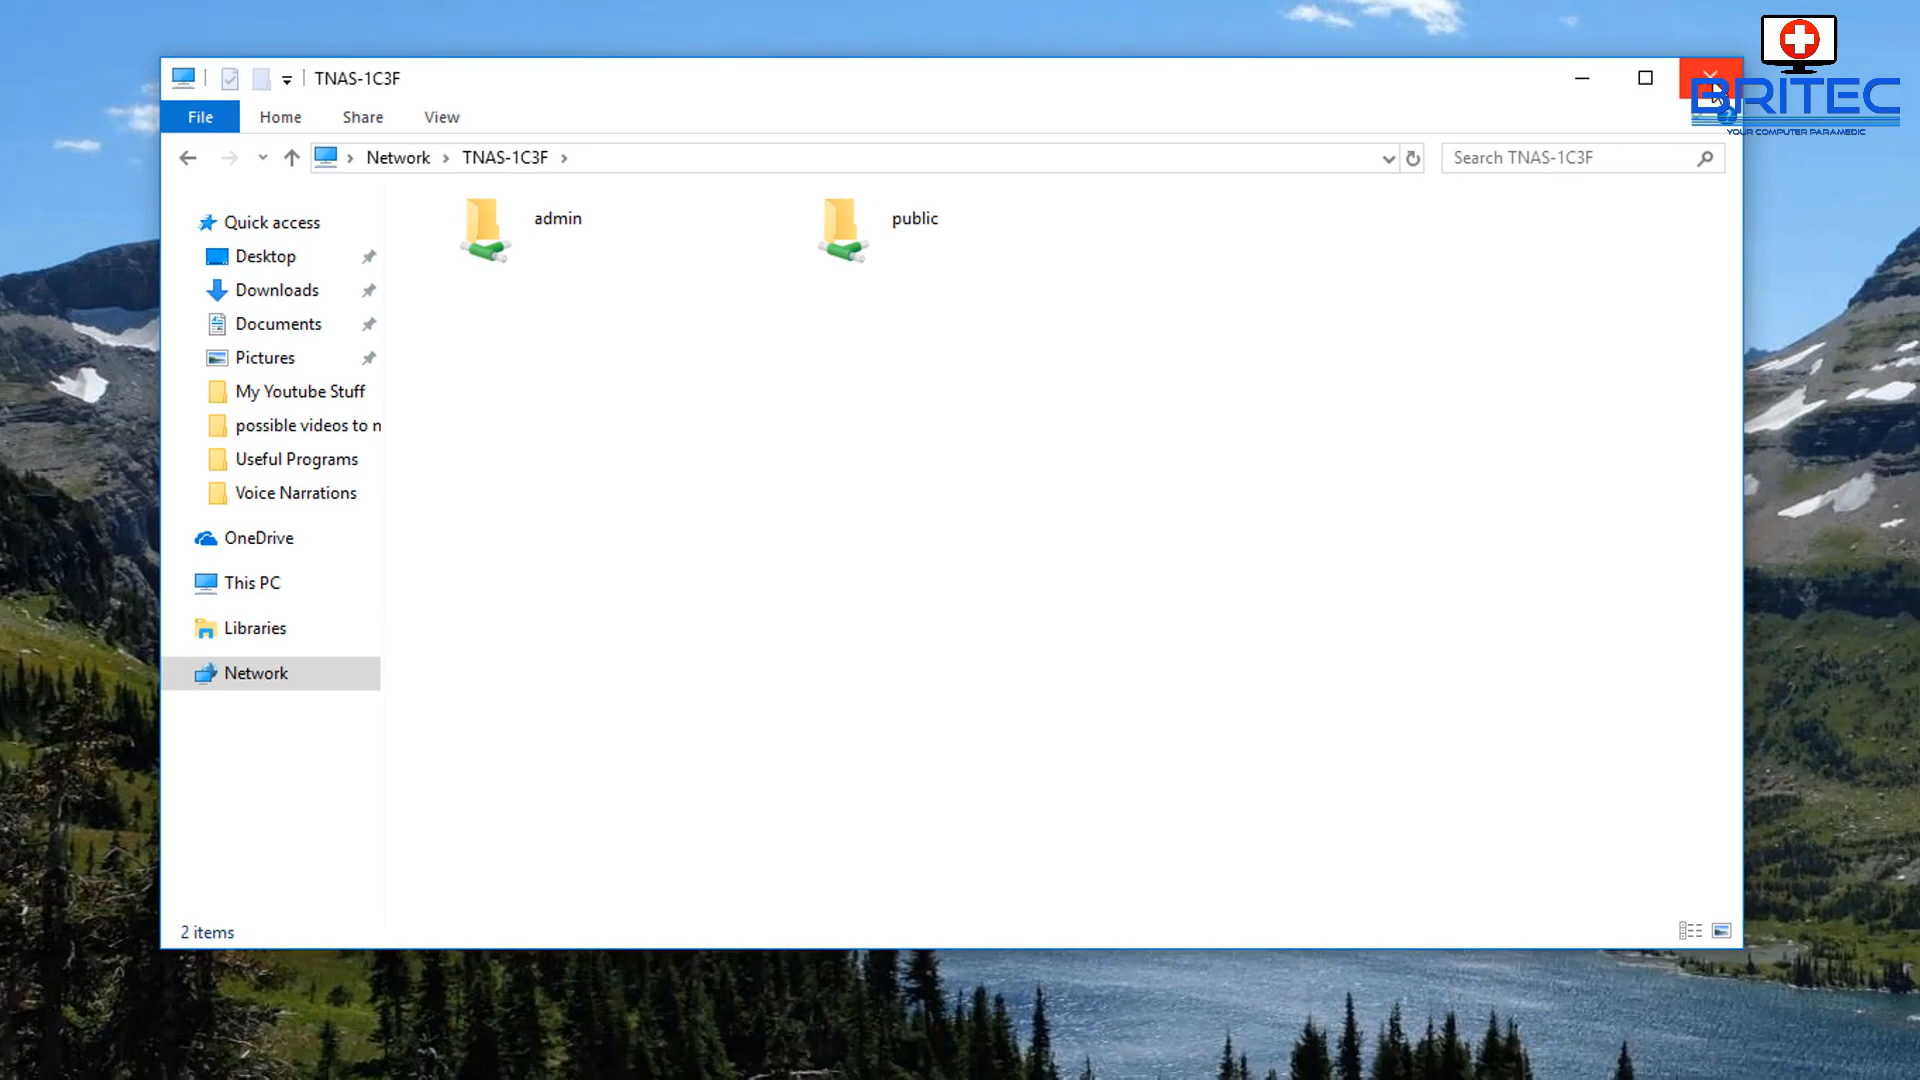 TNAS-1C3F
File Home Share View
Network TNAS-1C3F
Search TNAS-1C3F
BRITEC
YOUR COMPUTER PARAMEDIC
Quick access
Desktop
Downloads
Documents
Pictures
My Youtube Stuff
possible videos to n
Useful Programs
Voice Narrations
OneDrive
This PC
Libraries
Network
admin
public
2 items